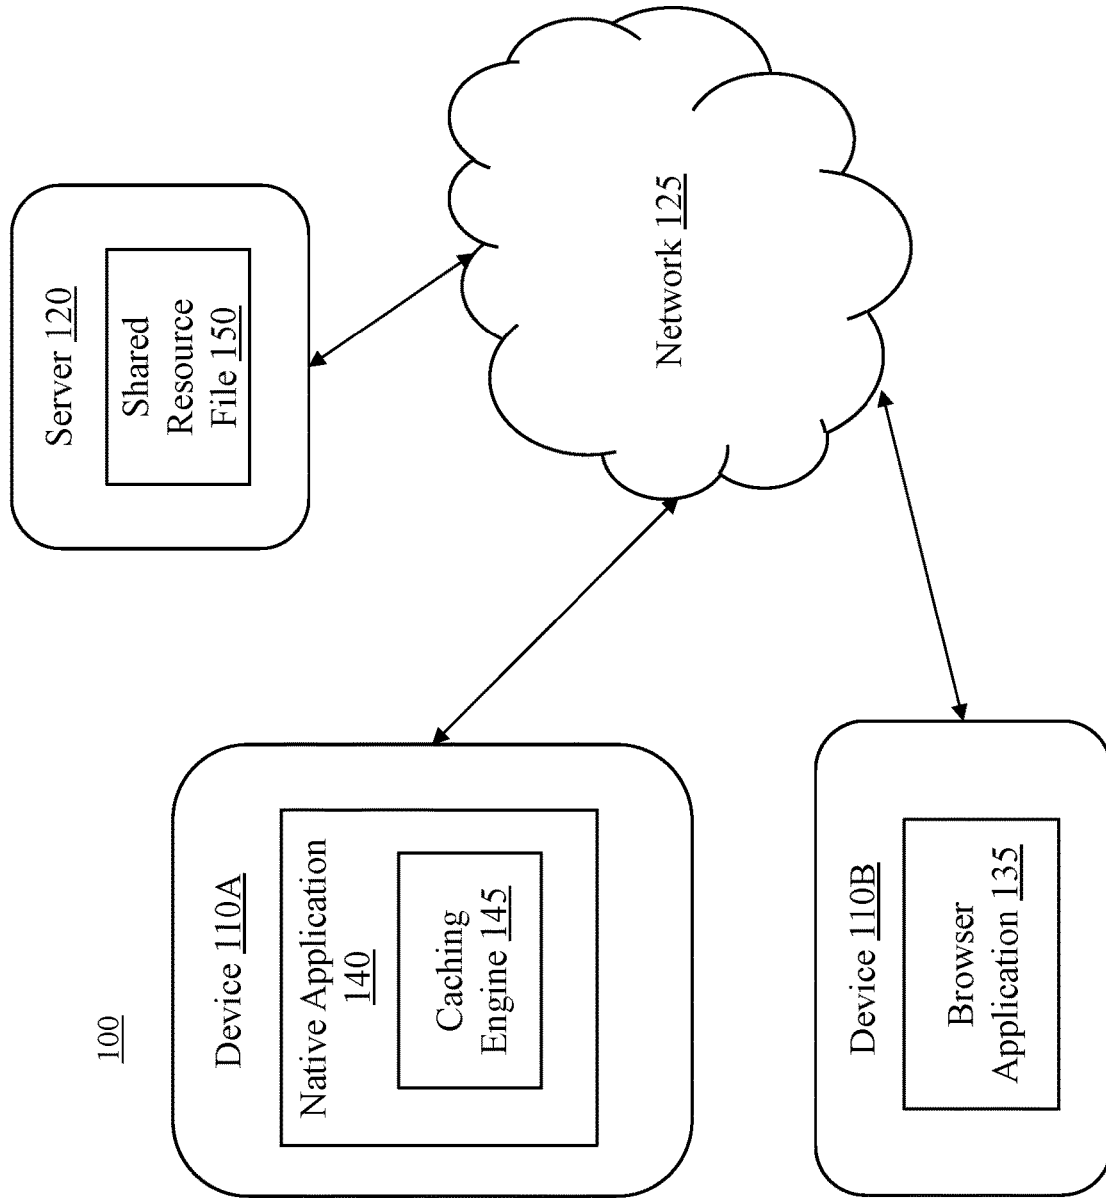 100
Device 110A
Native Application
140
Caching
Engine 145
Device 110B
Browser
Application 135
Server 120
Shared
Resource
File 150
Network 125